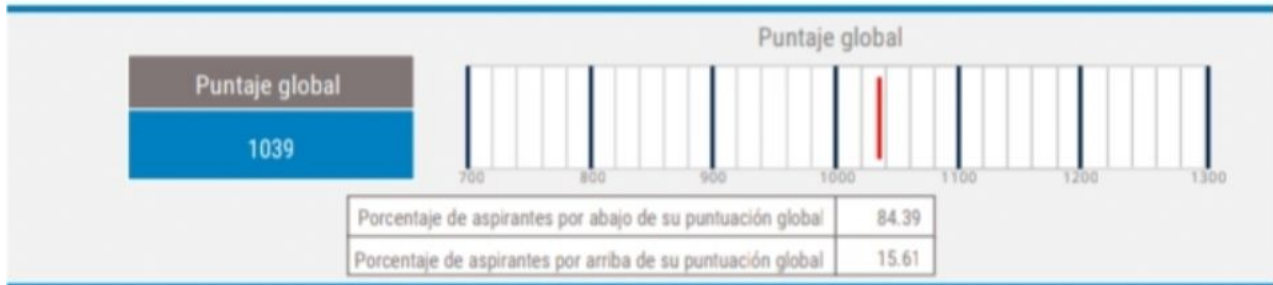 Puntaje global
Puntaje global
1039
700 800 900 1000 1100 1200 1300
Porcentaje de aspirantes por abajo de su puntuación global 84.39
Porcentaje de aspirantes por arriba de su puntuación global 15.61